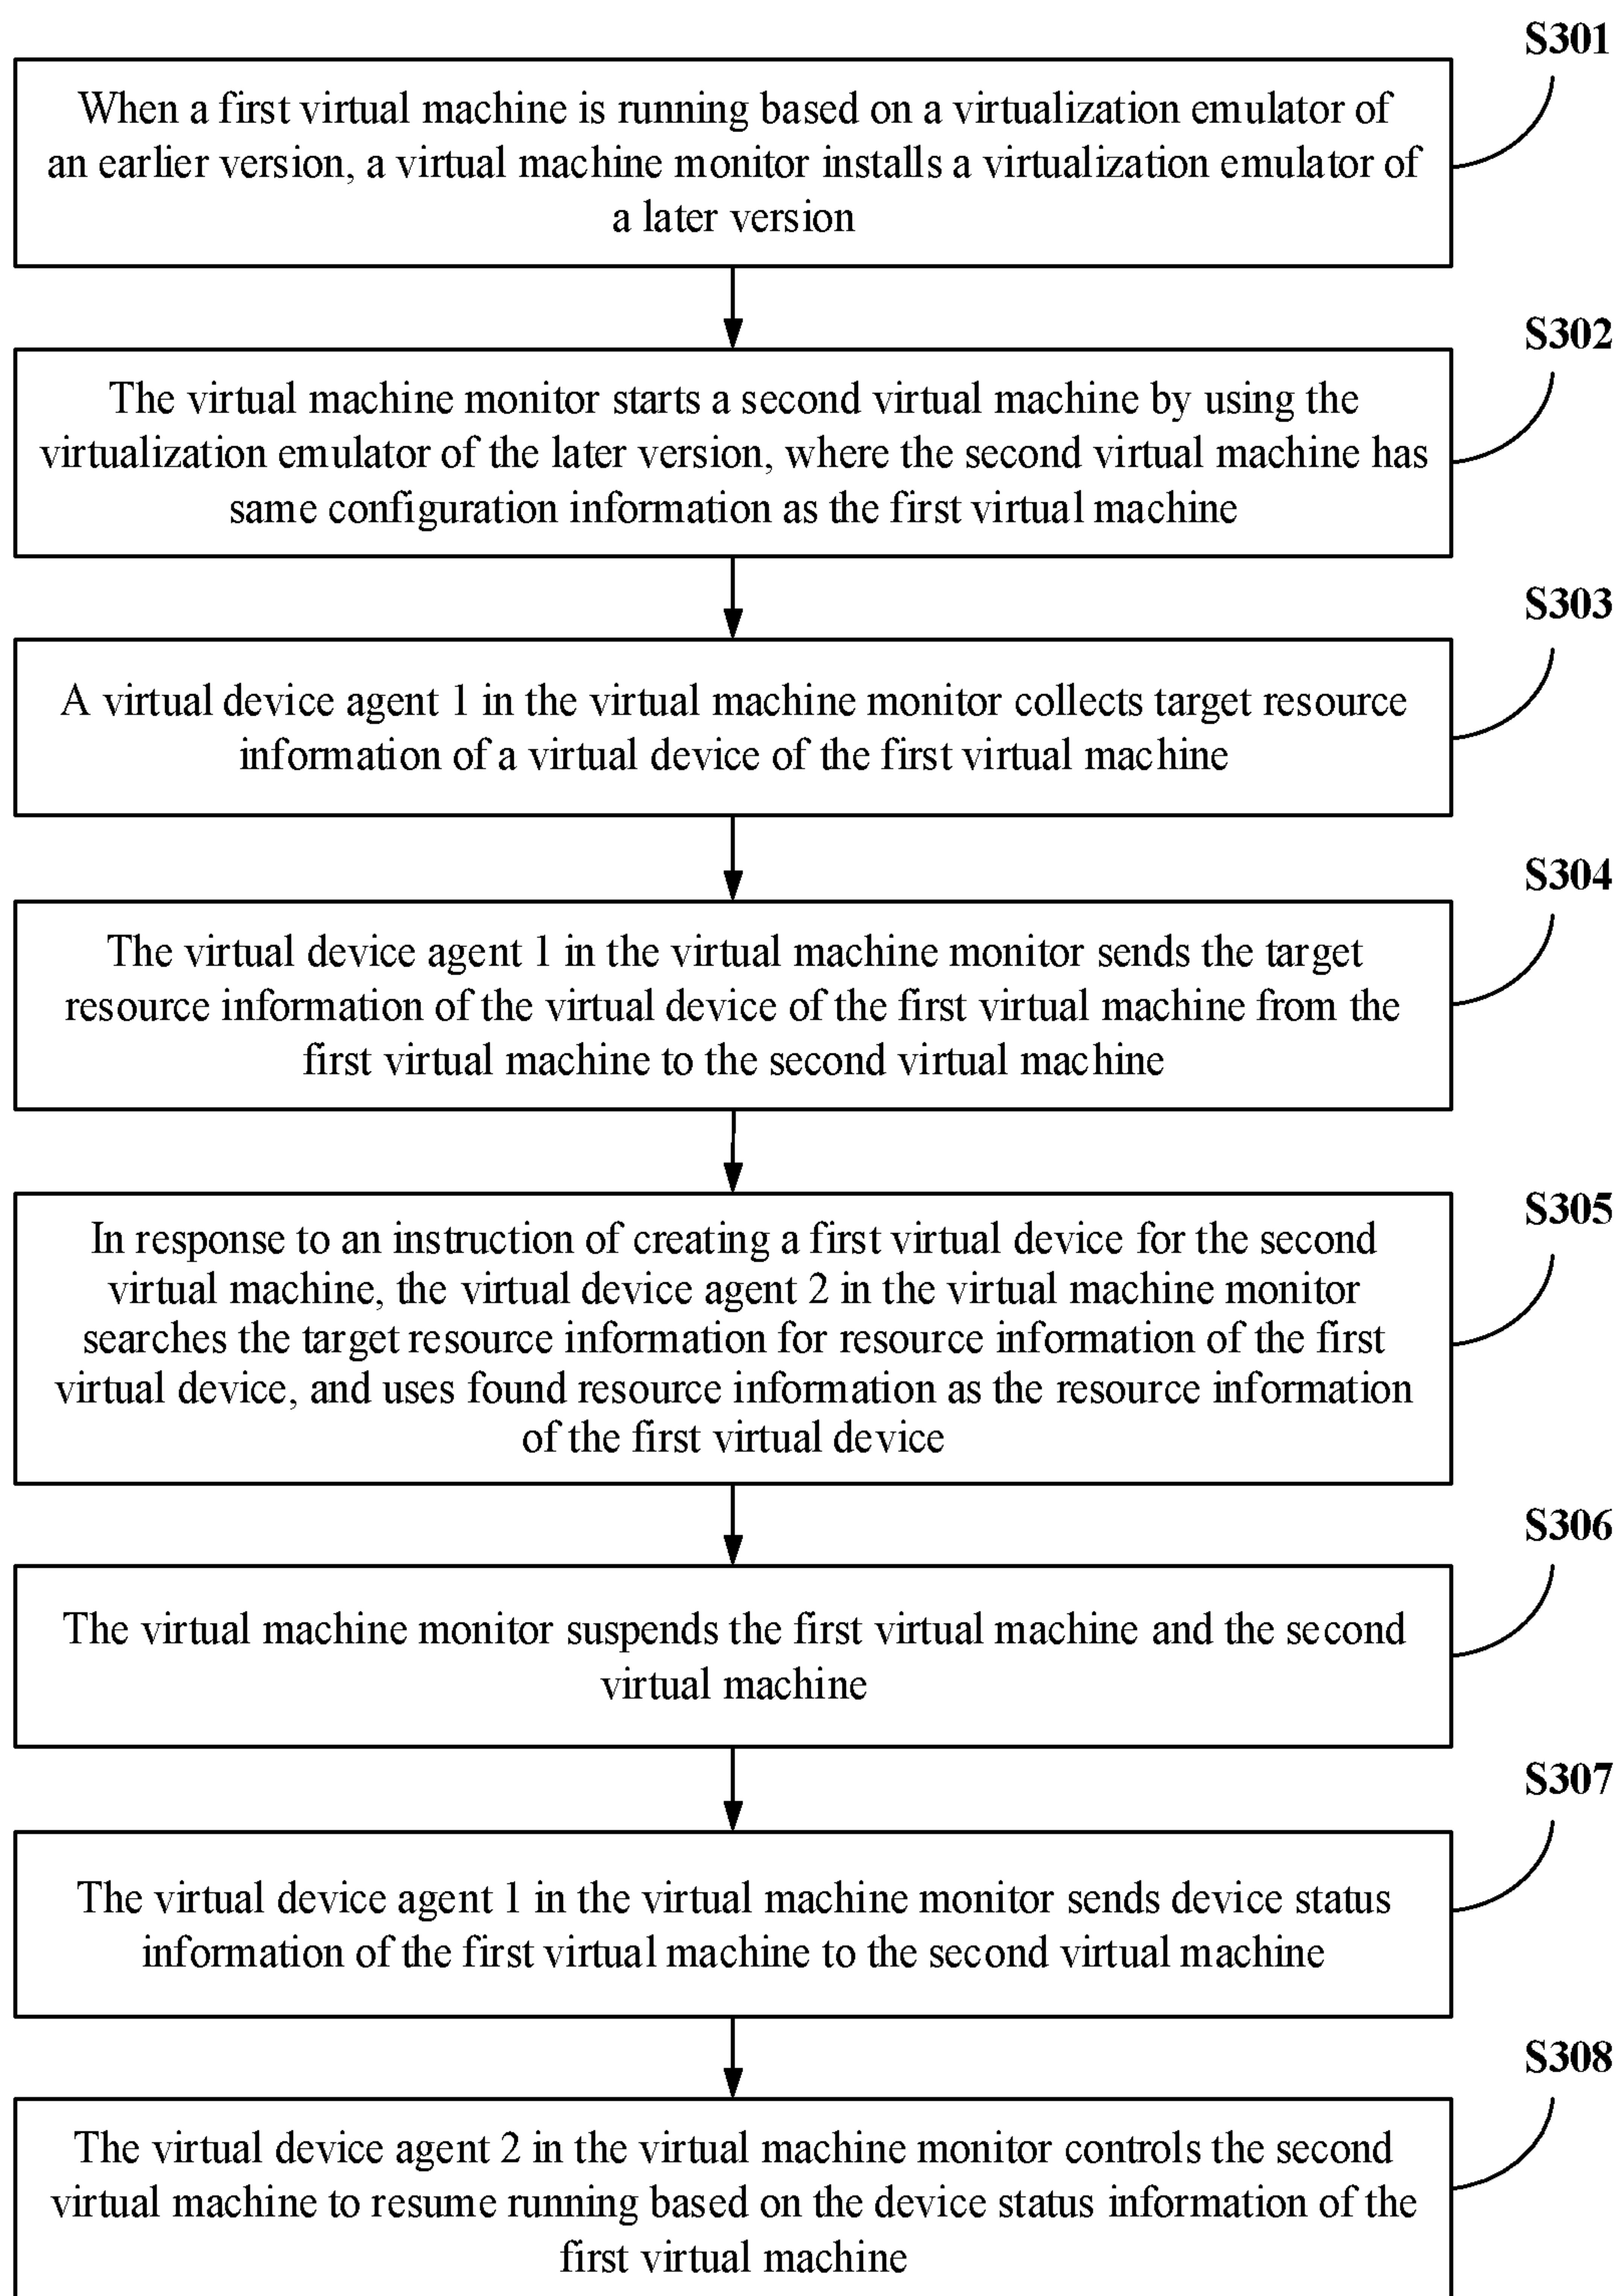 S301
When a first virtual machine is running based on a virtualization emulator of
an earlier version, a virtual machine monitor installs a virtualization emulator of
a later version
S302
The virtual machine monitor starts a second virtual machine by using the
virtualization emulator of the later version, where the second virtual machine has
same configuration information as the first virtual machine
S303
A virtual device agent 1 in the virtual machine monitor collects target resource
information of a virtual device of the first virtual machine
S304
The virtual device agent 1 in the virtual machine monitor sends the target
resource information of the virtual device of the first virtual machine from the
first virtual machine to the second virtual machine
S305
In response to an instruction of creating a first virtual device for the second
virtual machine, the virtual device agent 2 in the virtual machine monitor
searches the target resource information for resource information of the first
virtual device, and uses found resource information as the resource information
of the first virtual device
S306
The virtual machine monitor suspends the first virtual machine and the second
virtual machine
S307
The virtual device agent 1 in the virtual machine monitor sends device status
information of the first virtual machine to the second virtual machine
S308
The virtual device agent 2 in the virtual machine monitor controls the second
virtual machine to resume running based on the device status information of the
first virtual machine